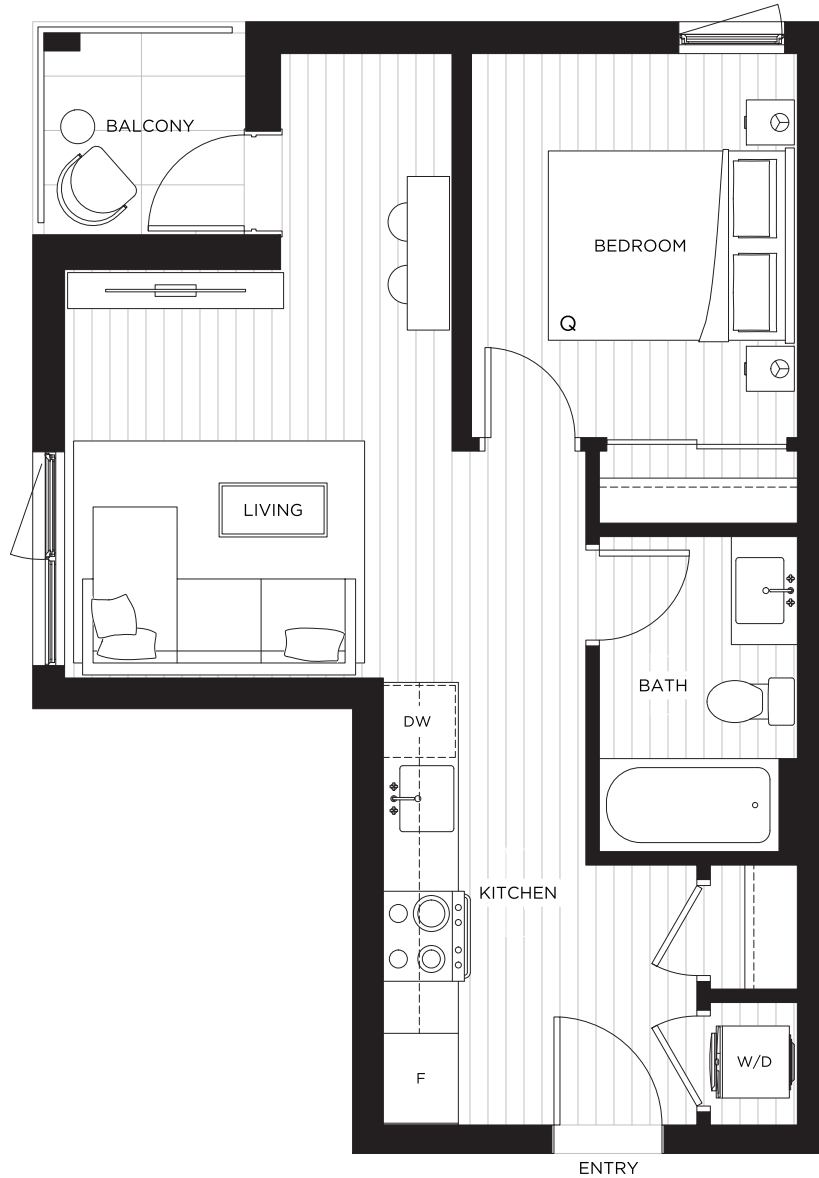 BALCONY
BEDROOM
Q
LIVING
BATH
DW
KITCHEN
W/D
F
ENTRY